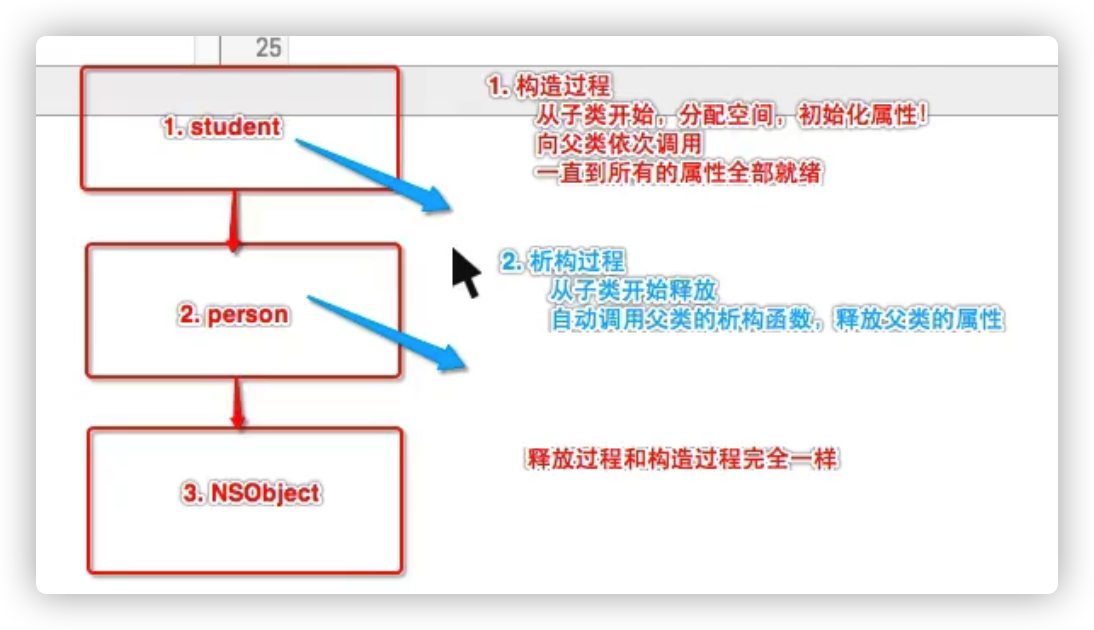 25
1. student
1. 构造过程
从子类开始，分配空间，初始化属性！
向父类依次调用
一直到所有的属性全部就绪
2. person
2. 析构过程
从子类开始释放
自动调用父类的析构函数，释放父类的属性
3. NSObject
释放过程和构造过程完全一样